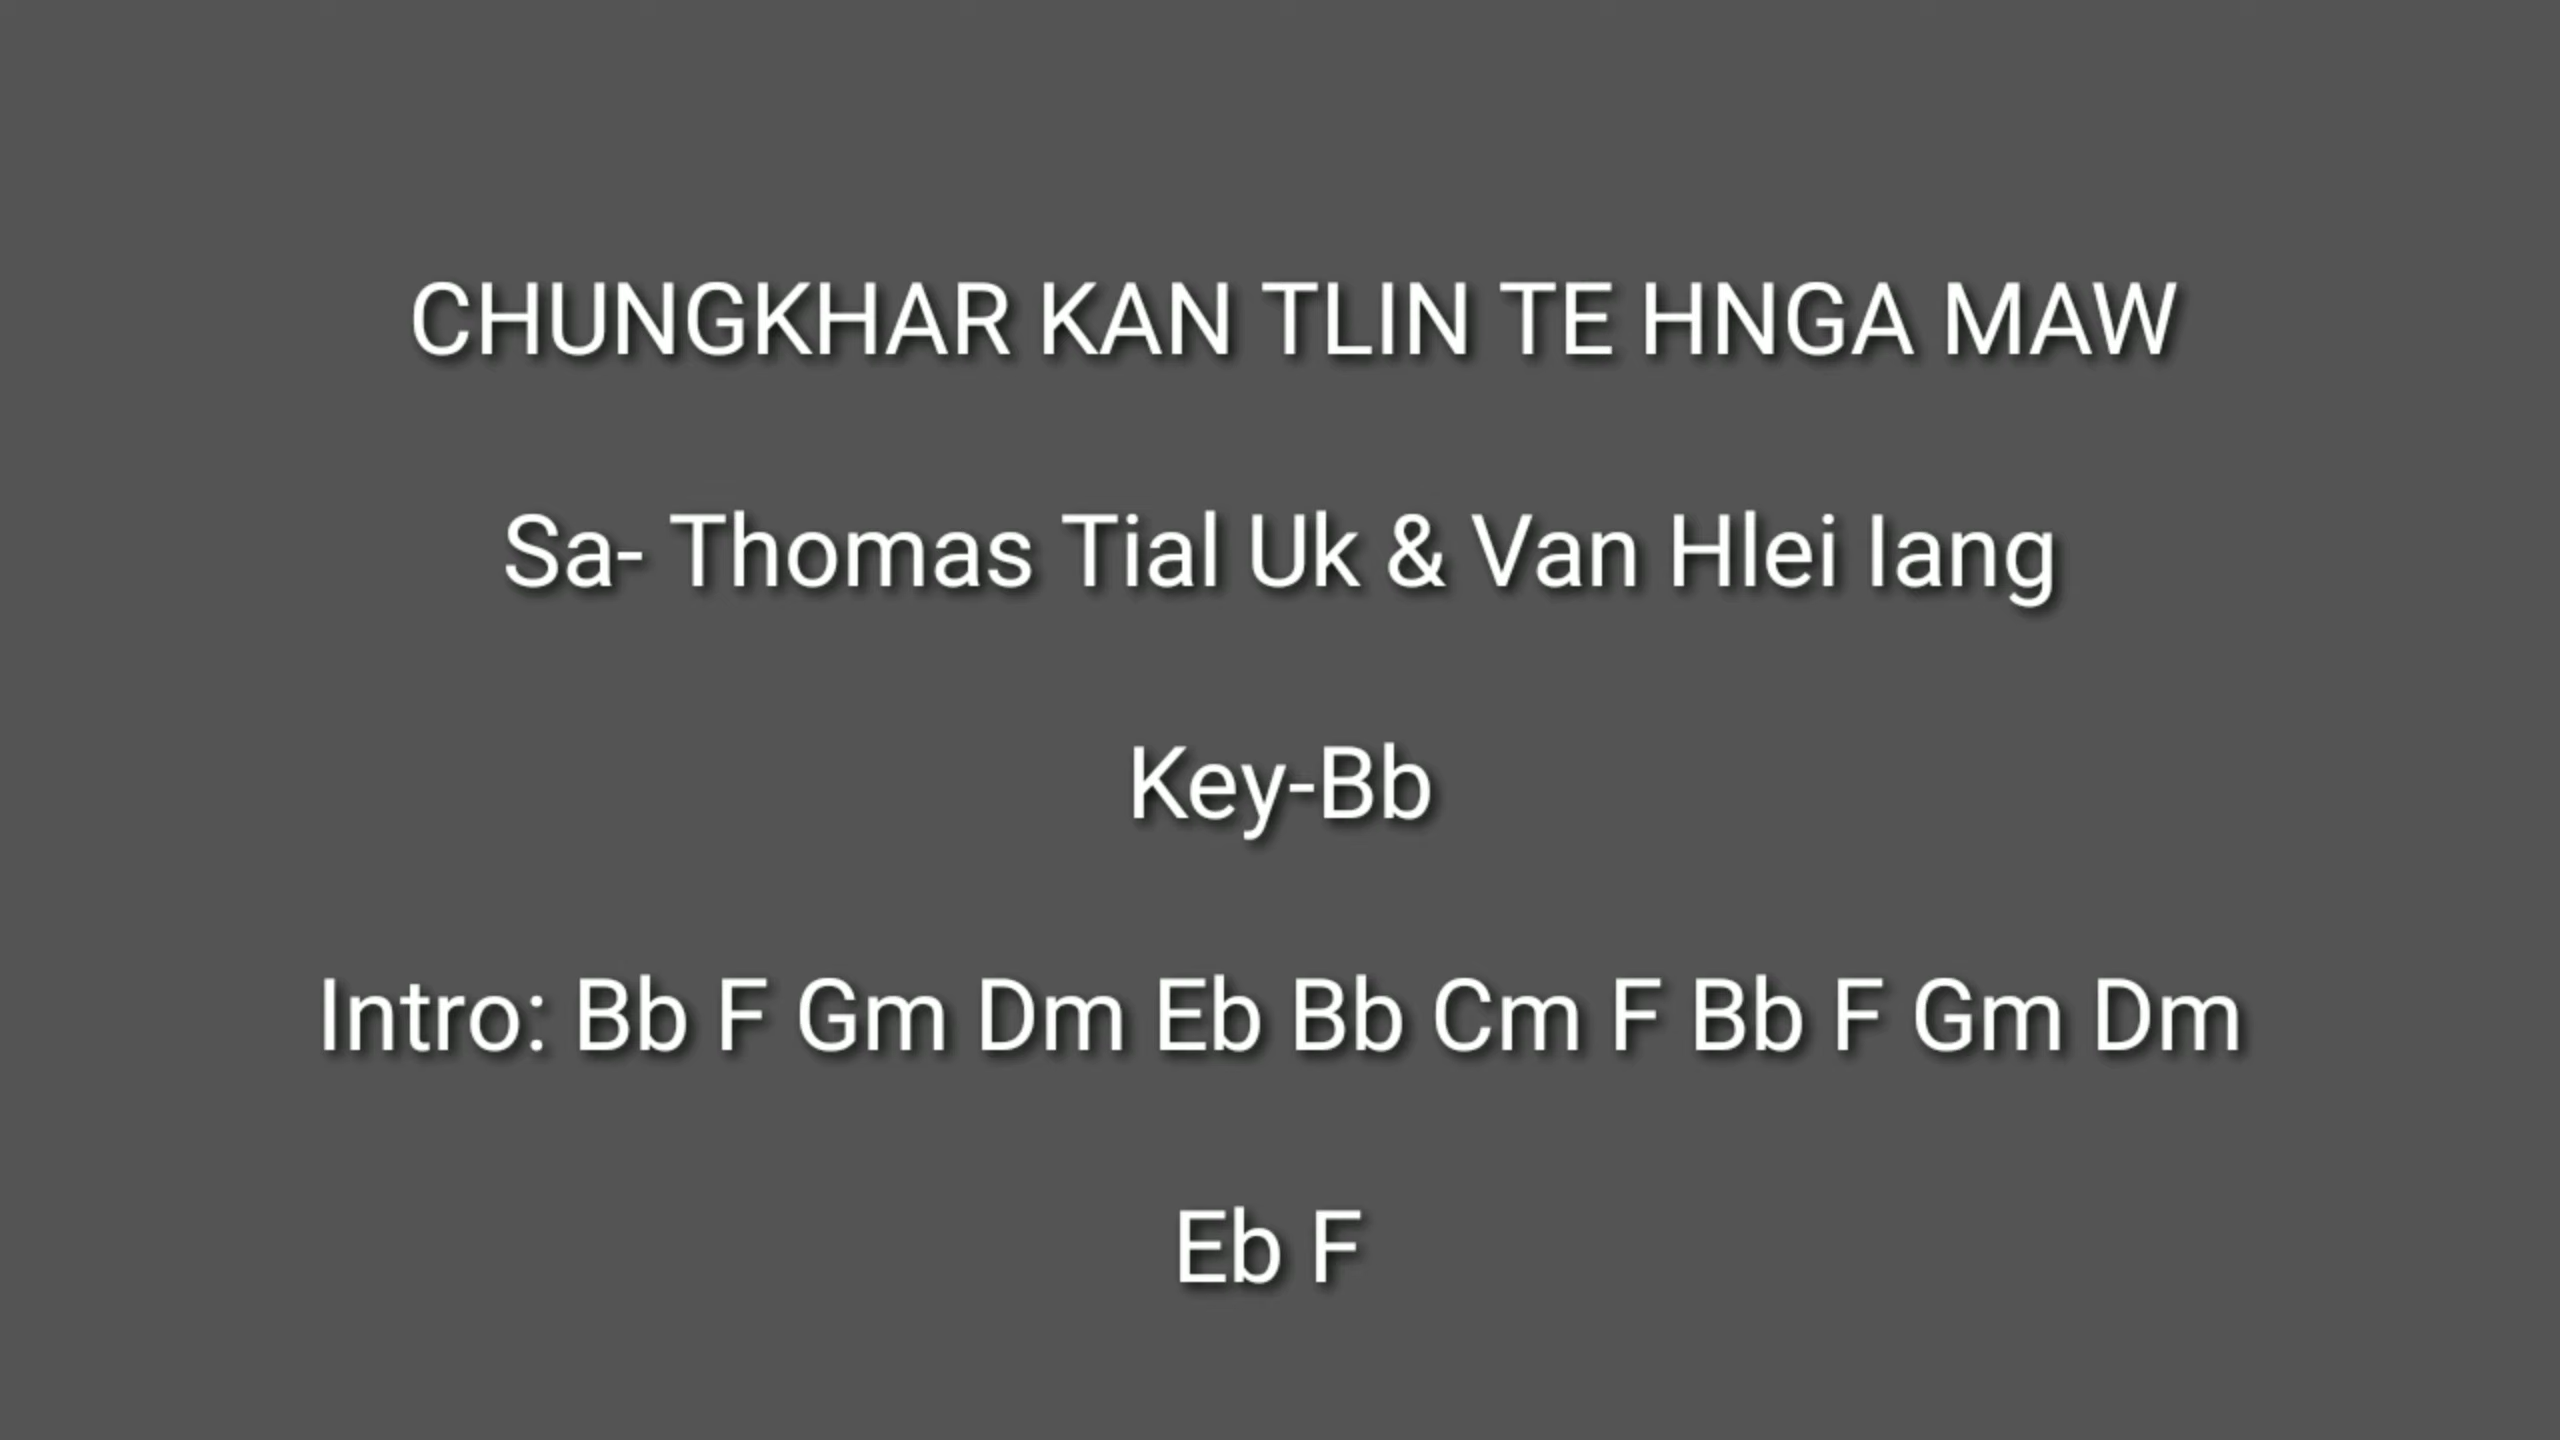 CHUNGKHAR KAN TLIN TE HNGA MAW
Sa- Thomas Tial Uk & Van Hlei Iang
Key-Bb
Intro: Bb F Gm Dm Eb Bb Cm F Bb F Gm Dm
Eb F